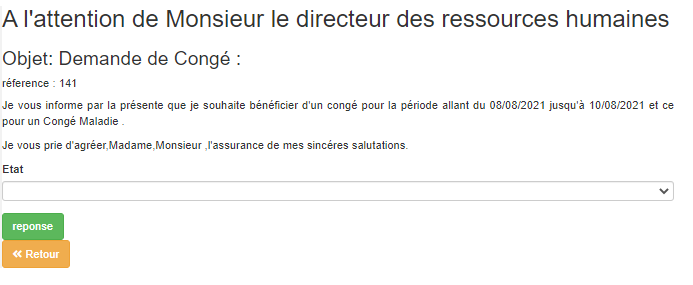 A l'attention de Monsieur le directeur des ressources humaines
Objet: Demande de Congé :
réference : 141
Je vous informe par la présente que je souhaite bénéficier d'un congé pour la période allant du 08/08/2021 jusqu'à 10/08/2021 et ce
pour un Congé Maladie .
Je vous prie d'agréer,Madame,Monsieur ,l'assurance de mes sincéres salutations.
Etat
reponse
Retour